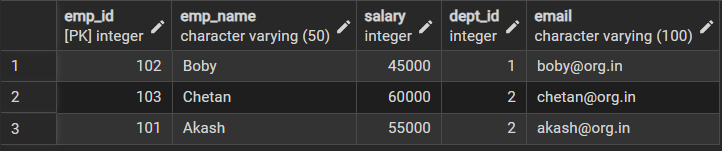 emp_id emp_name salary dept_id email
[PK] integer character varying (50) integer integer character varying (100)
1 102 Boby 45000 1 boby@org.in
2 103 Chetan 60000 2 chetan@org.in
3 101 Akash 55000 2 akash@org.in